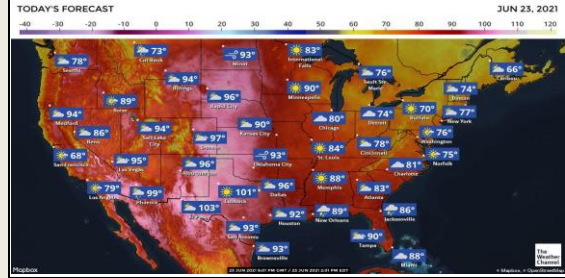 TODAY'S FORECAST
JUN 23, 2021
-40 -30 -20 -10 0 10 20 30 40 50 60 70 80 90 100 110 120
78°
Seattle
73°
Cut Bank
93°
Minot
83°
International
Falls
76°
Sault Ste.
Marie
66°
Caribou
94°
Billings
90°
Minneapolis
74°
Boston
89°
Boise
96°
Rapid City
70°
Buffalo
77°
New York
94°
Medford
86°
Reno
94°
Salt Lake
City
97°
90°
Kansas City
80°
Chicago
74°
Detroit
76°
Washington
68°
San Francisco
95°
Las Vegas
96°
Albuquerque
93°
Oklahoma City
84°
St. Louis
78°
Cincinnati
75°
Norfolk
81°
Charlotte
79°
Los Angeles
99°
Phoenix
101°
Lubbock
96°
Dallas
88°
Memphis
83°
Atlanta
103°
El Paso
93°
San Antonio
92°
Houston
89°
New Orleans
86°
Jacksonville
93°
Brownsville
90°
Tampa
88°
Miami
The
Weather
Channel
Mapbox
© Mapbox, © OpenStreetMap